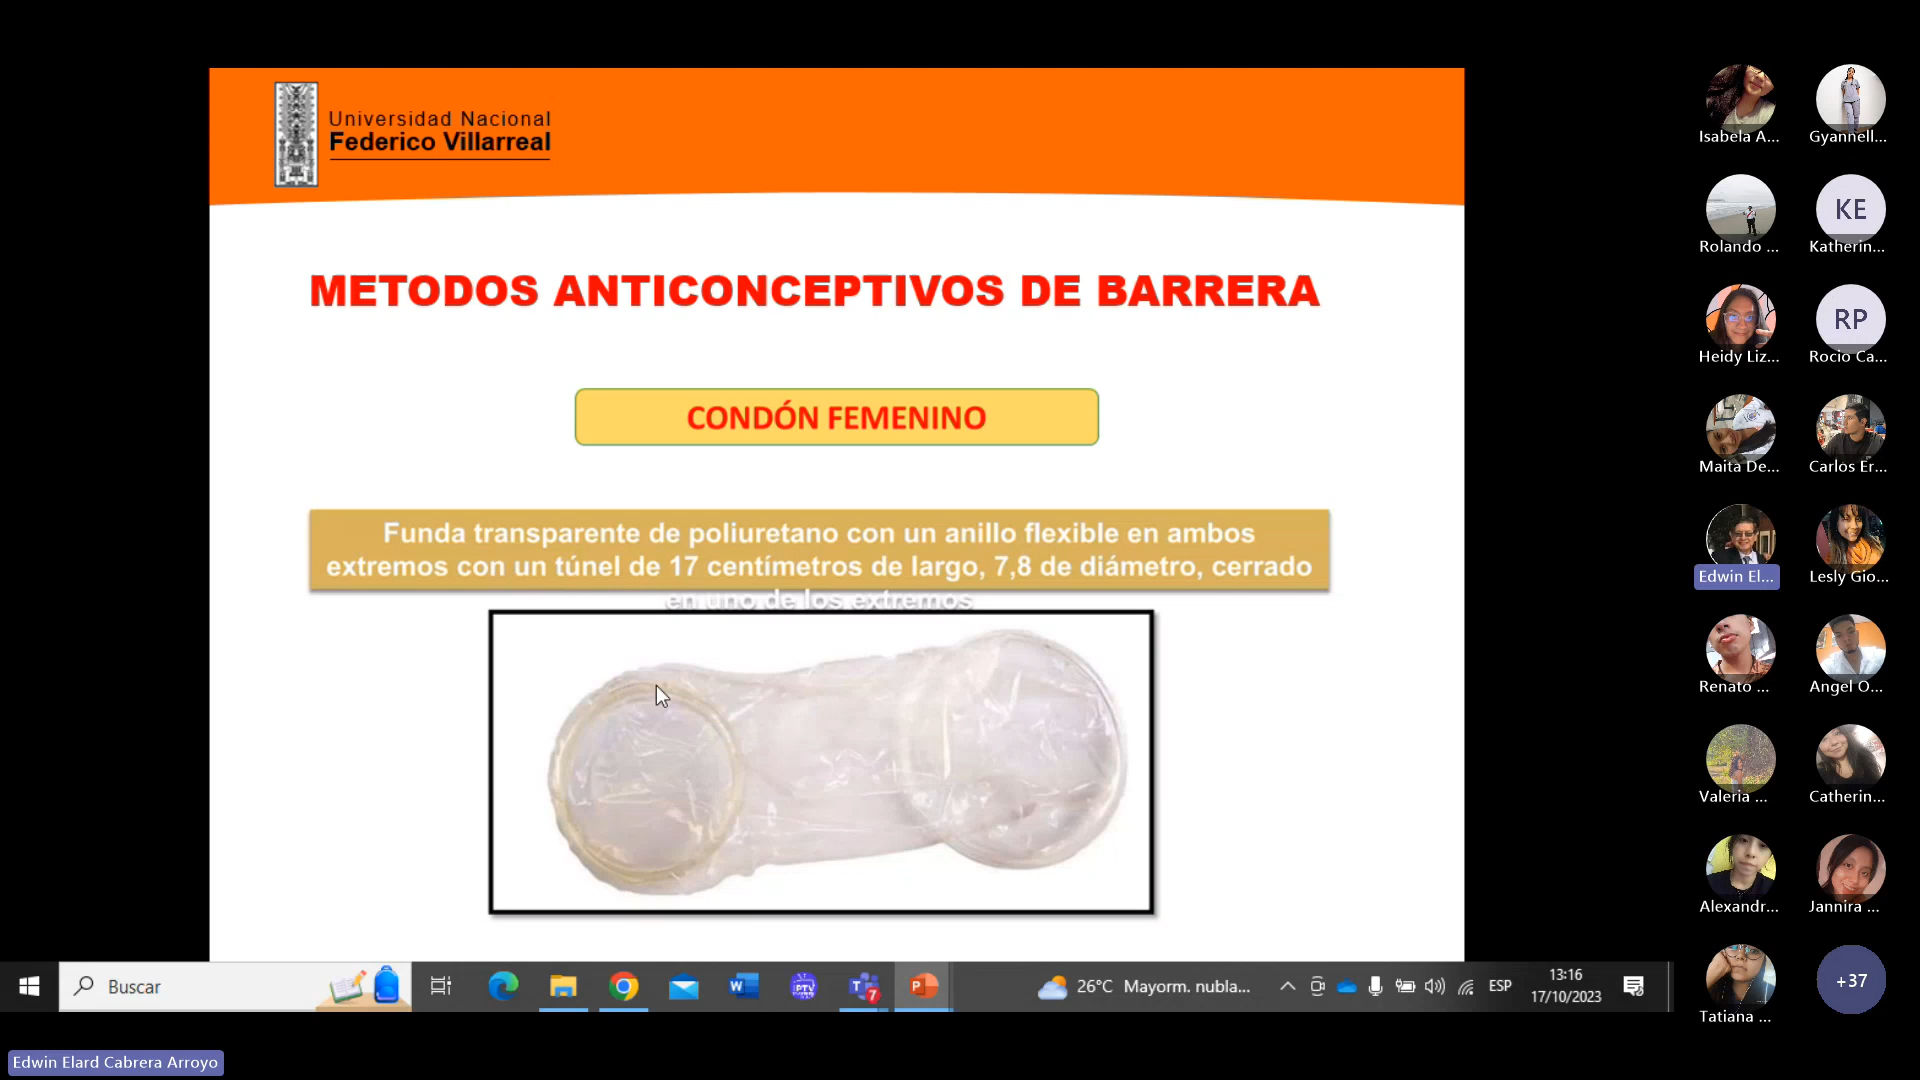 Universidad Nacional
Federico Villarreal
METODOS ANTICONCEPTIVOS DE BARRERA
CONDÓN FEMENINO
Funda transparente de poliuretano con un anillo flexible en ambos
extremos con un túnel de 17 centímetros de largo, 7,8 de diámetro, cerrado
en uno de los extremos
Isabela A...
Gyannell...
Rolando ...
KE
Katherin...
Heidy Liz...
RP
Rocio Ca...
Maita De...
Carlos Er...
Edwin El...
Lesly Gio...
Renato ...
Angel O...
Valeria ...
Catherin...
Alexandr...
Jannira ...
Tatiana ...
+37
Buscar
7
26°C Mayorm. nubla...
ESP
13:16
17/10/2023
Edwin Elard Cabrera Arroyo